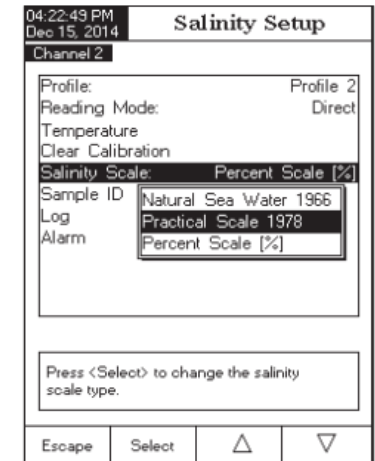 04:22:49 PM
Dec 15, 2014
Salinity Setup
Channel 2
Profile: Profile 2
Reading Mode: Direct
Temperature
Clear Calibration
Salinity Scale: Percent Scale [%]
Sample ID
Natural Sea Water 1966
Log
Practical Scale 1978
Alarm
Percent Scale [%]
Press <Select> to change the salinity
scale type.
Escape Select △ ▽